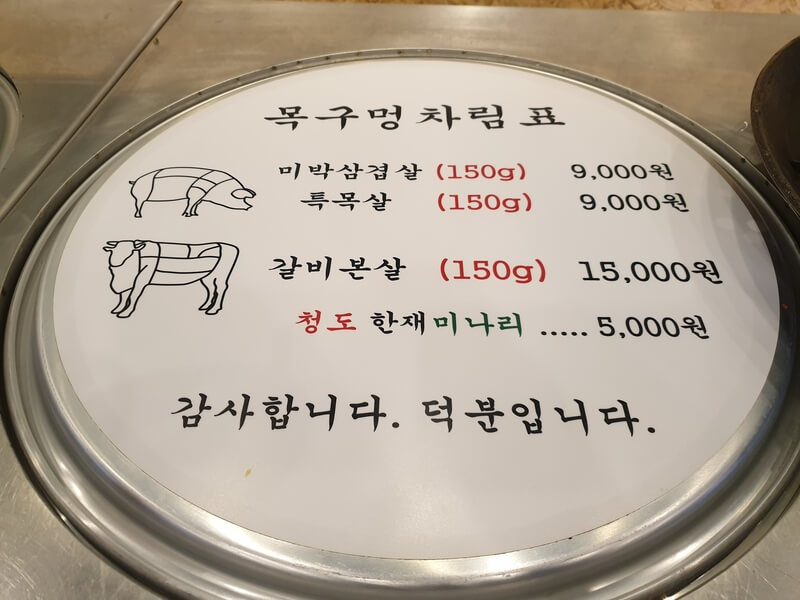 목구멍 차림표
미박삼겹살 (150g) 9,000원
특목살 (150g) 9,000원
갈비본살 (150g) 15,000원
청도 한재미나리 ..... 5,000원
감사합니다. 덕분입니다.